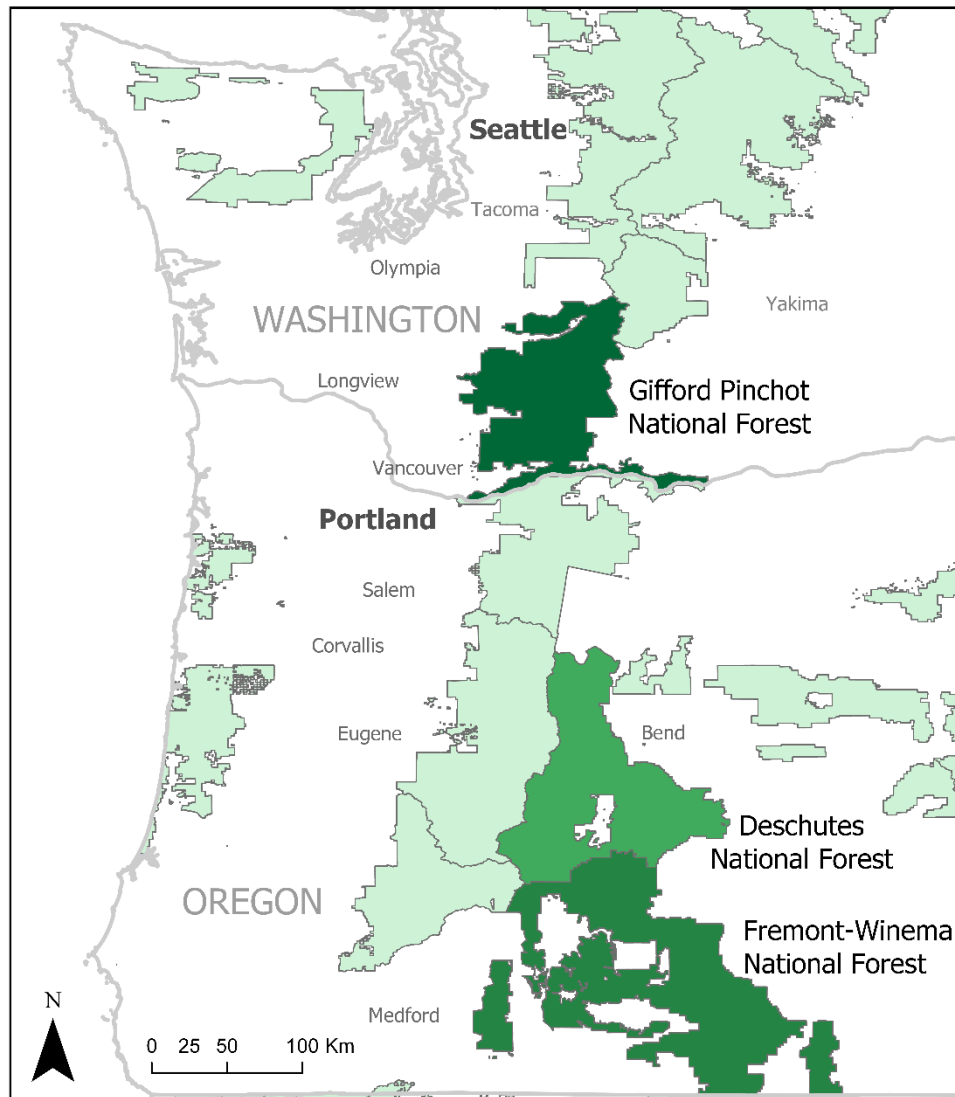 Seattle
Tacoma
Olympia
WASHINGTON
Yakima
Longview
Gifford Pinchot
National Forest
Vancouver
Portland
Salem
Corvallis
Eugene
Bend
Deschutes
National Forest
OREGON
Fremont-Winema
National Forest
Medford
N
0 25 50 100 Km